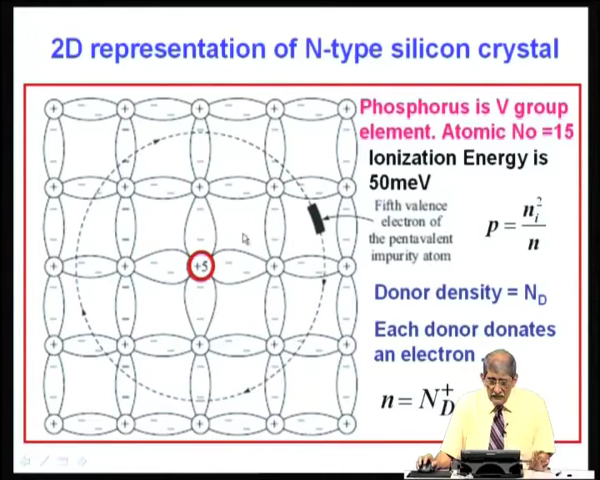 2D representation of N-type silicon crystal
Phosphorus is V group
element. Atomic No =15
Ionization Energy is
50meV
Fifth valence
electron of
the pentavalent
impurity atom
p = n_i^2 / n
+5
Donor density = N_D
Each donor donates
an electron .
n = N_D^+